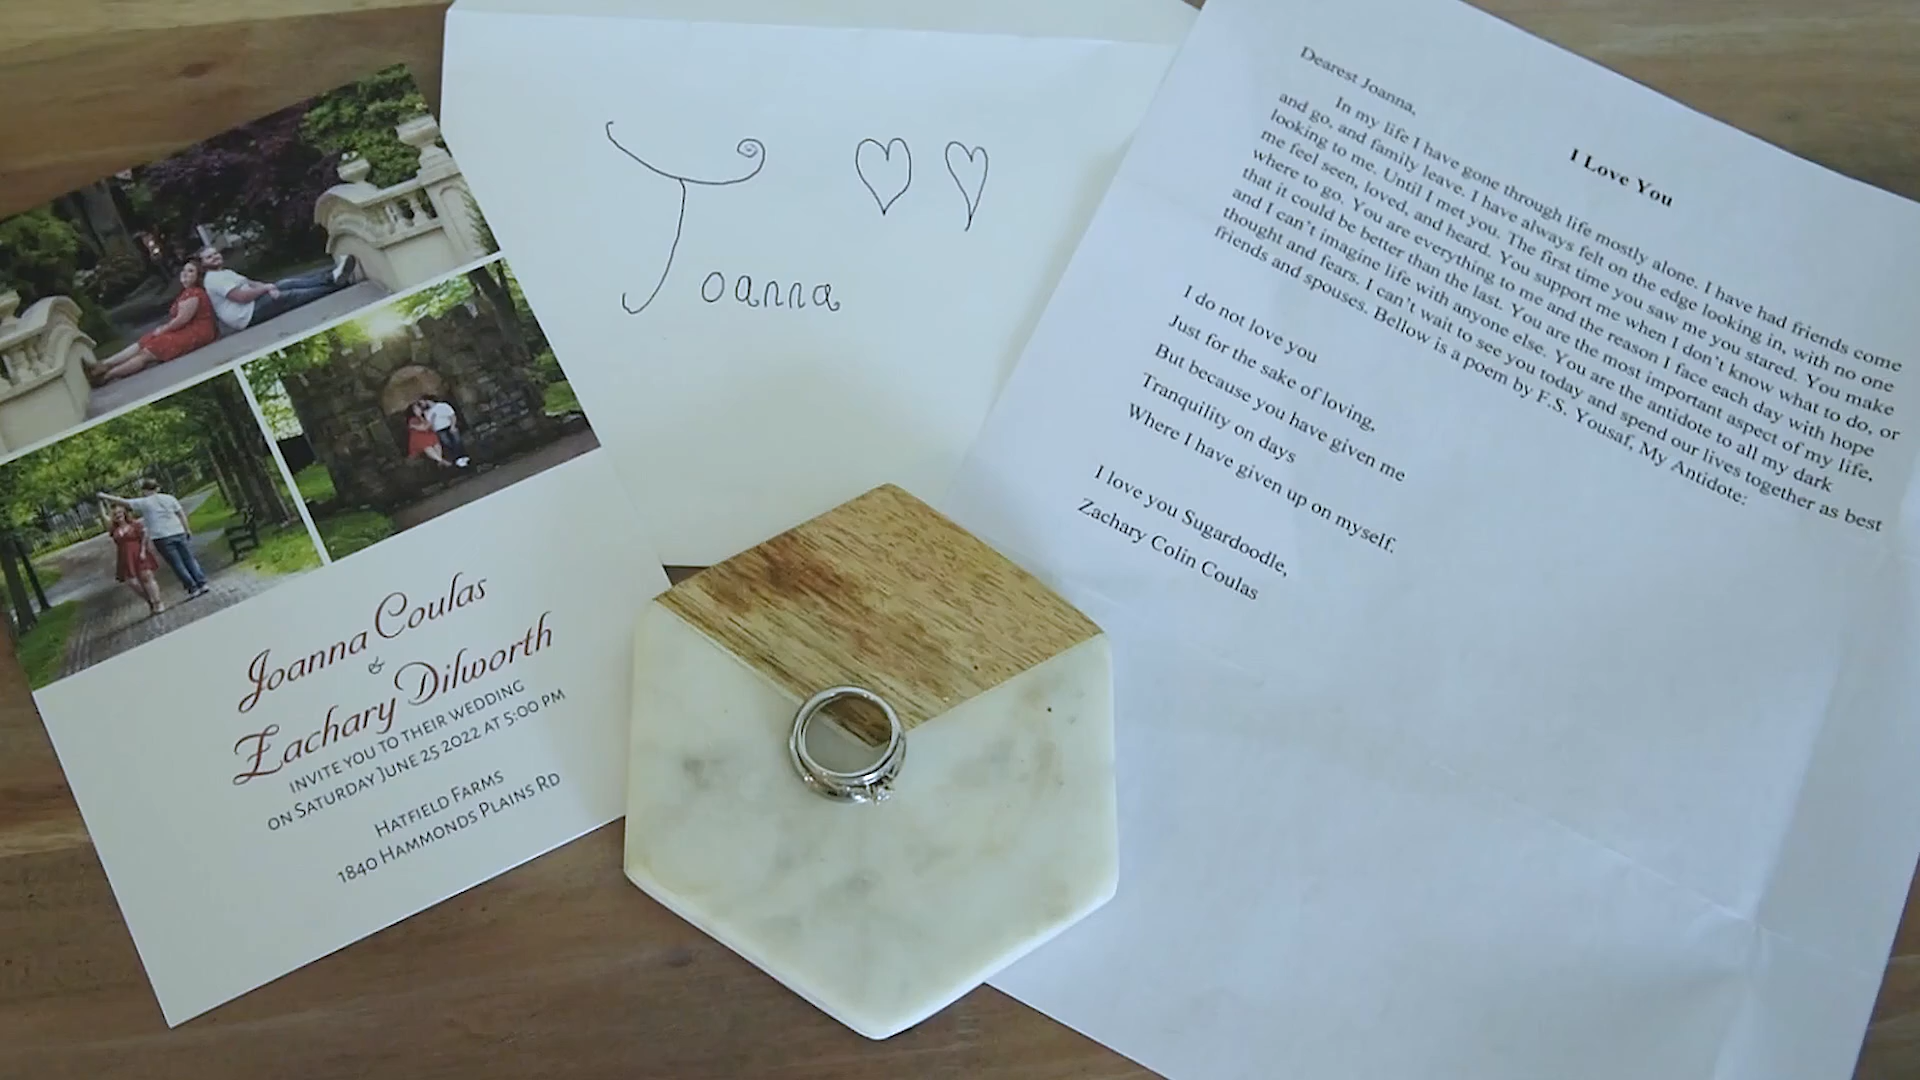 Joanna Coulas
&
Zachary Dilworth
INVITE YOU TO THEIR WEDDING
ON SATURDAY JUNE 25 2022 AT 5:00 PM
HATFIELD FARMS
1840 HAMMONDS PLAINS RD
Joanna
Dearest Joanna,
I Love You
In my life I have gone through life mostly alone. I have had friends come
and go, and family leave. I have always felt on the edge looking in, with no one
looking to me. Until I met you. The first time you saw me you stared. You make
me feel seen, loved, and heard. You support me when I don't know what to do, or
where to go. You are everything to me and the reason I face each day with hope
that it could be better than the last. You are the most important aspect of my life,
and I can't imagine life with anyone else. You are the antidote to all my dark
thought and fears. I can't wait to see you today and spend our lives together as best
friends and spouses. Bellow is a poem by F.S. Yousaf, My Antidote:
I do not love you
Just for the sake of loving,
But because you have given me
Tranquility on days
Where I have given up on myself.
I love you Sugardoodle,
Zachary Colin Coulas